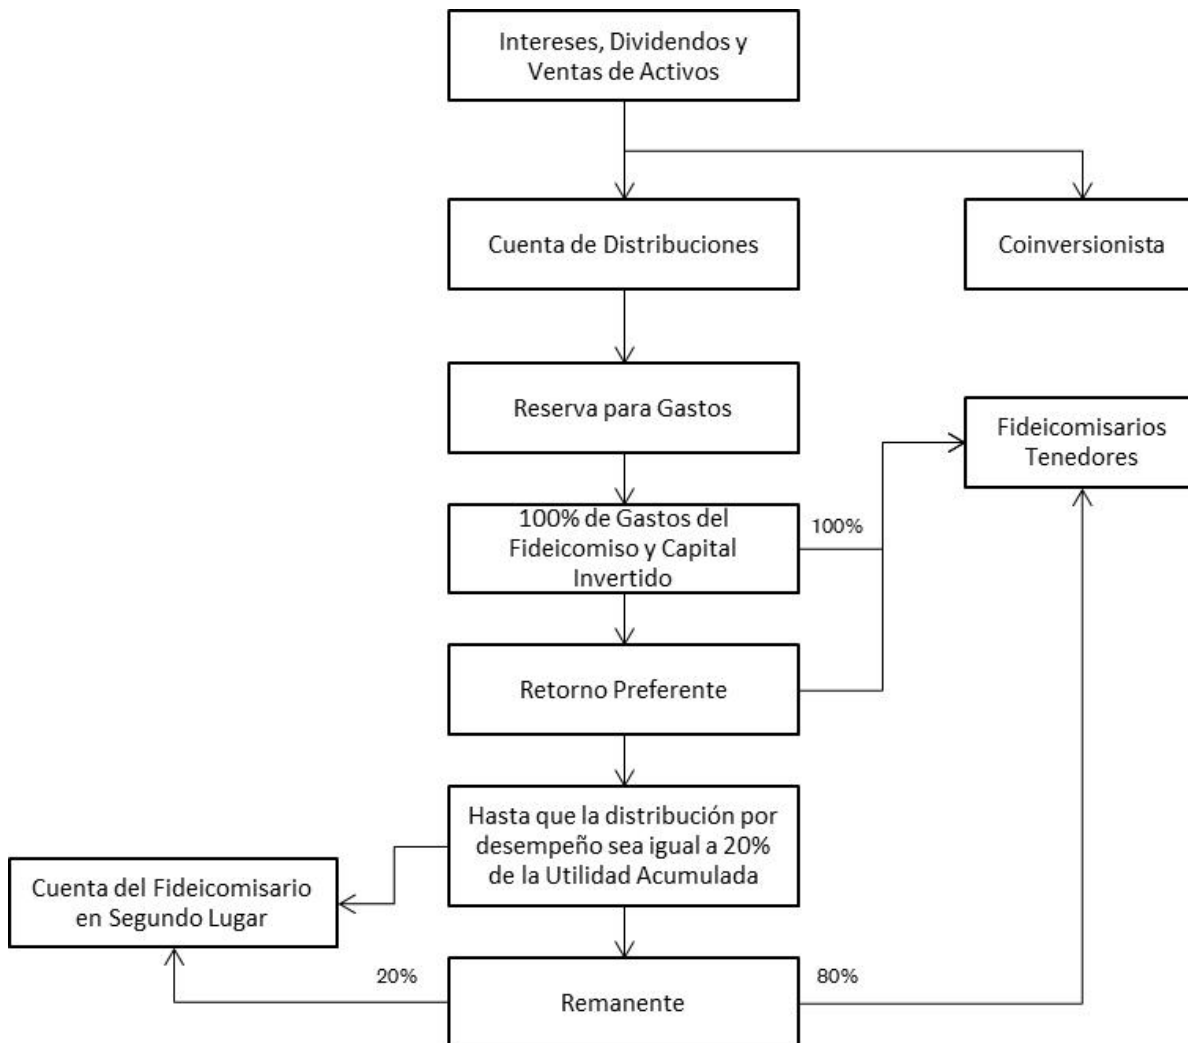 Intereses, Dividendos y
Ventas de Activos
Cuenta de Distribuciones
Coinversionista
Reserva para Gastos
Fideicomisarios
Tenedores
100% de Gastos del
Fideicomiso y Capital
Invertido
100%
Retorno Preferente
Hasta que la distribución por
desempeño sea igual a 20%
de la Utilidad Acumulada
Cuenta del Fideicomisario
en Segundo Lugar
20%
Remanente
80%